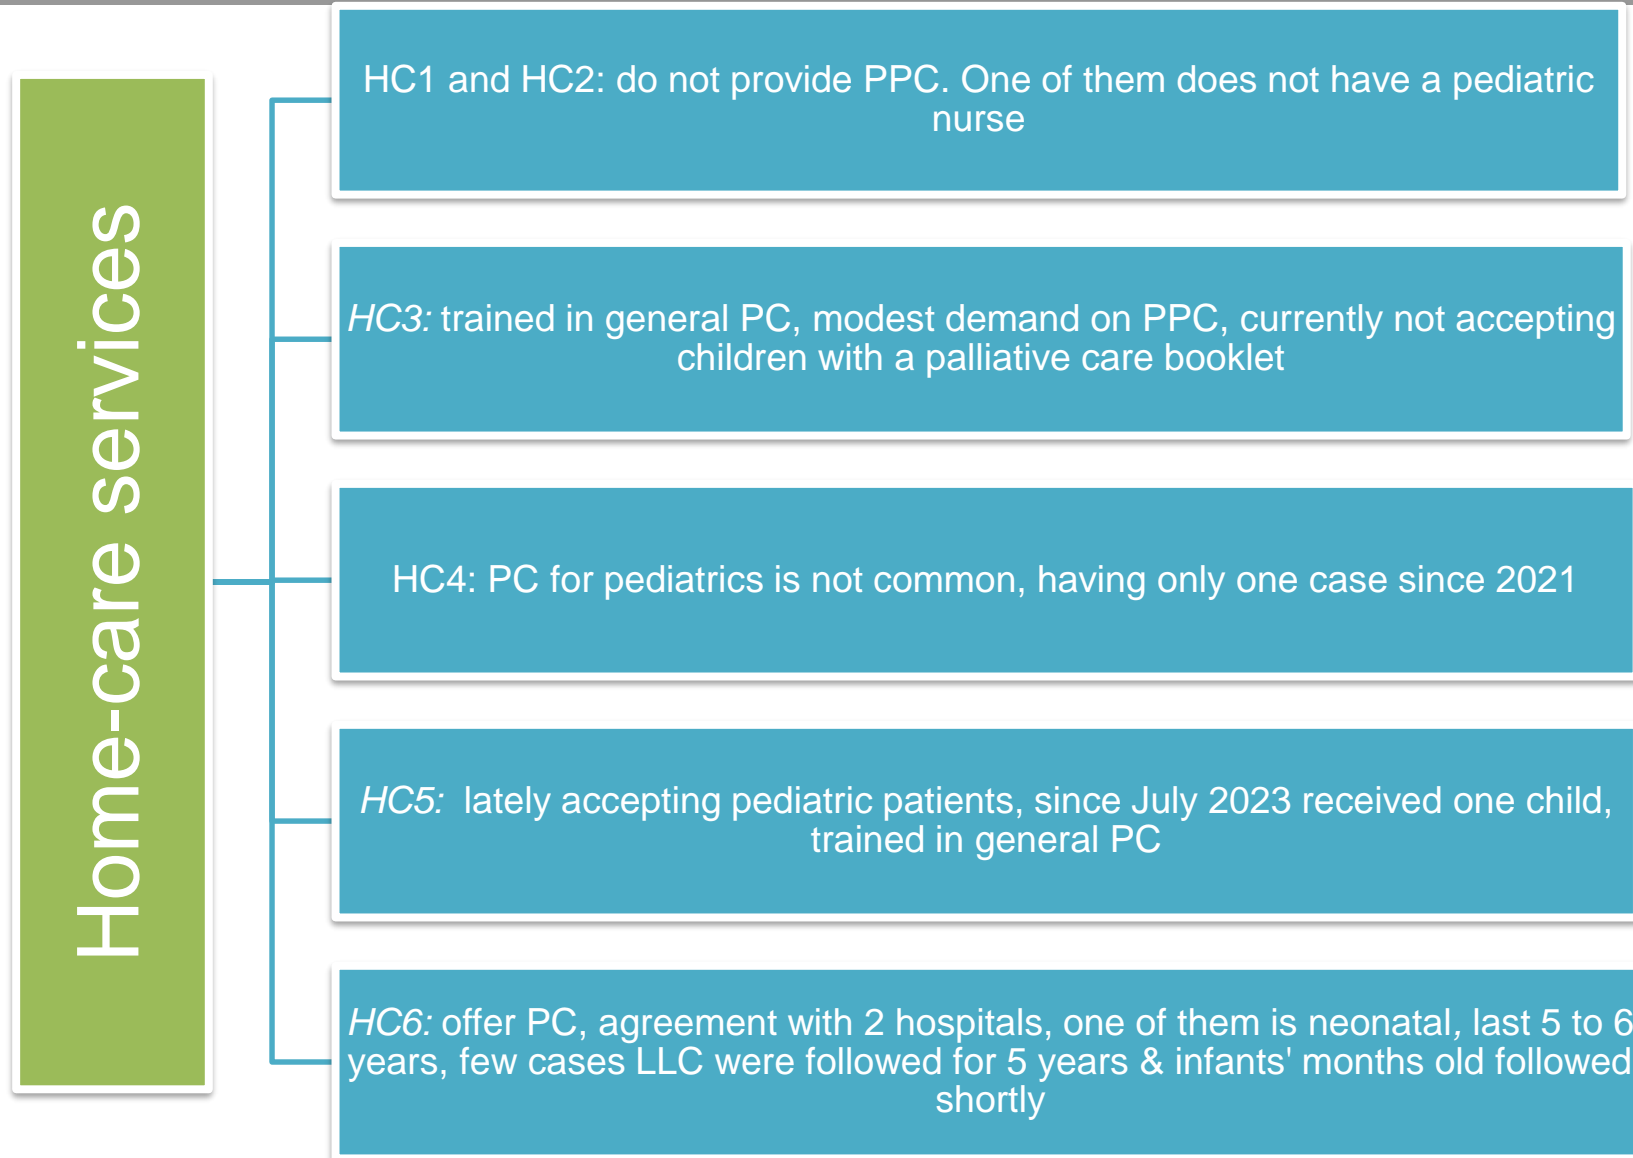 Home-care services
HC1 and HC2: do not provide PPC. One of them does not have a pediatric
nurse
HC3: trained in general PC, modest demand on PPC, currently not accepting
children with a palliative care booklet
HC4: PC for pediatrics is not common, having only one case since 2021
HC5: lately accepting pediatric patients, since July 2023 received one child,
trained in general PC
HC6: offer PC, agreement with 2 hospitals, one of them is neonatal, last 5 to 6
years, few cases LLC were followed for 5 years & infants' months old followed
shortly